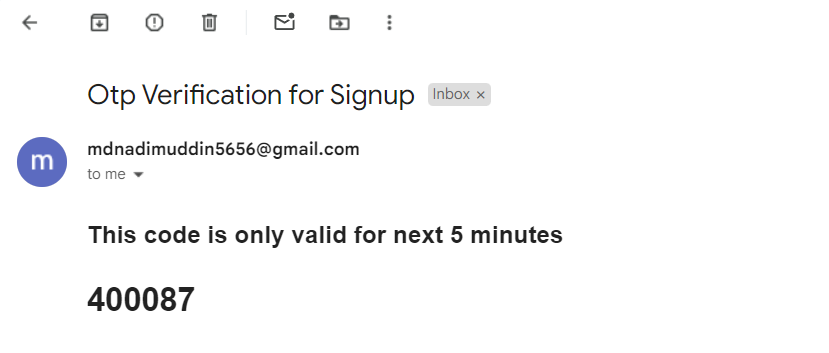 Otp Verification for Signup Inbox ×
m
mdnadimuddin5656@gmail.com
to me
This code is only valid for next 5 minutes
400087